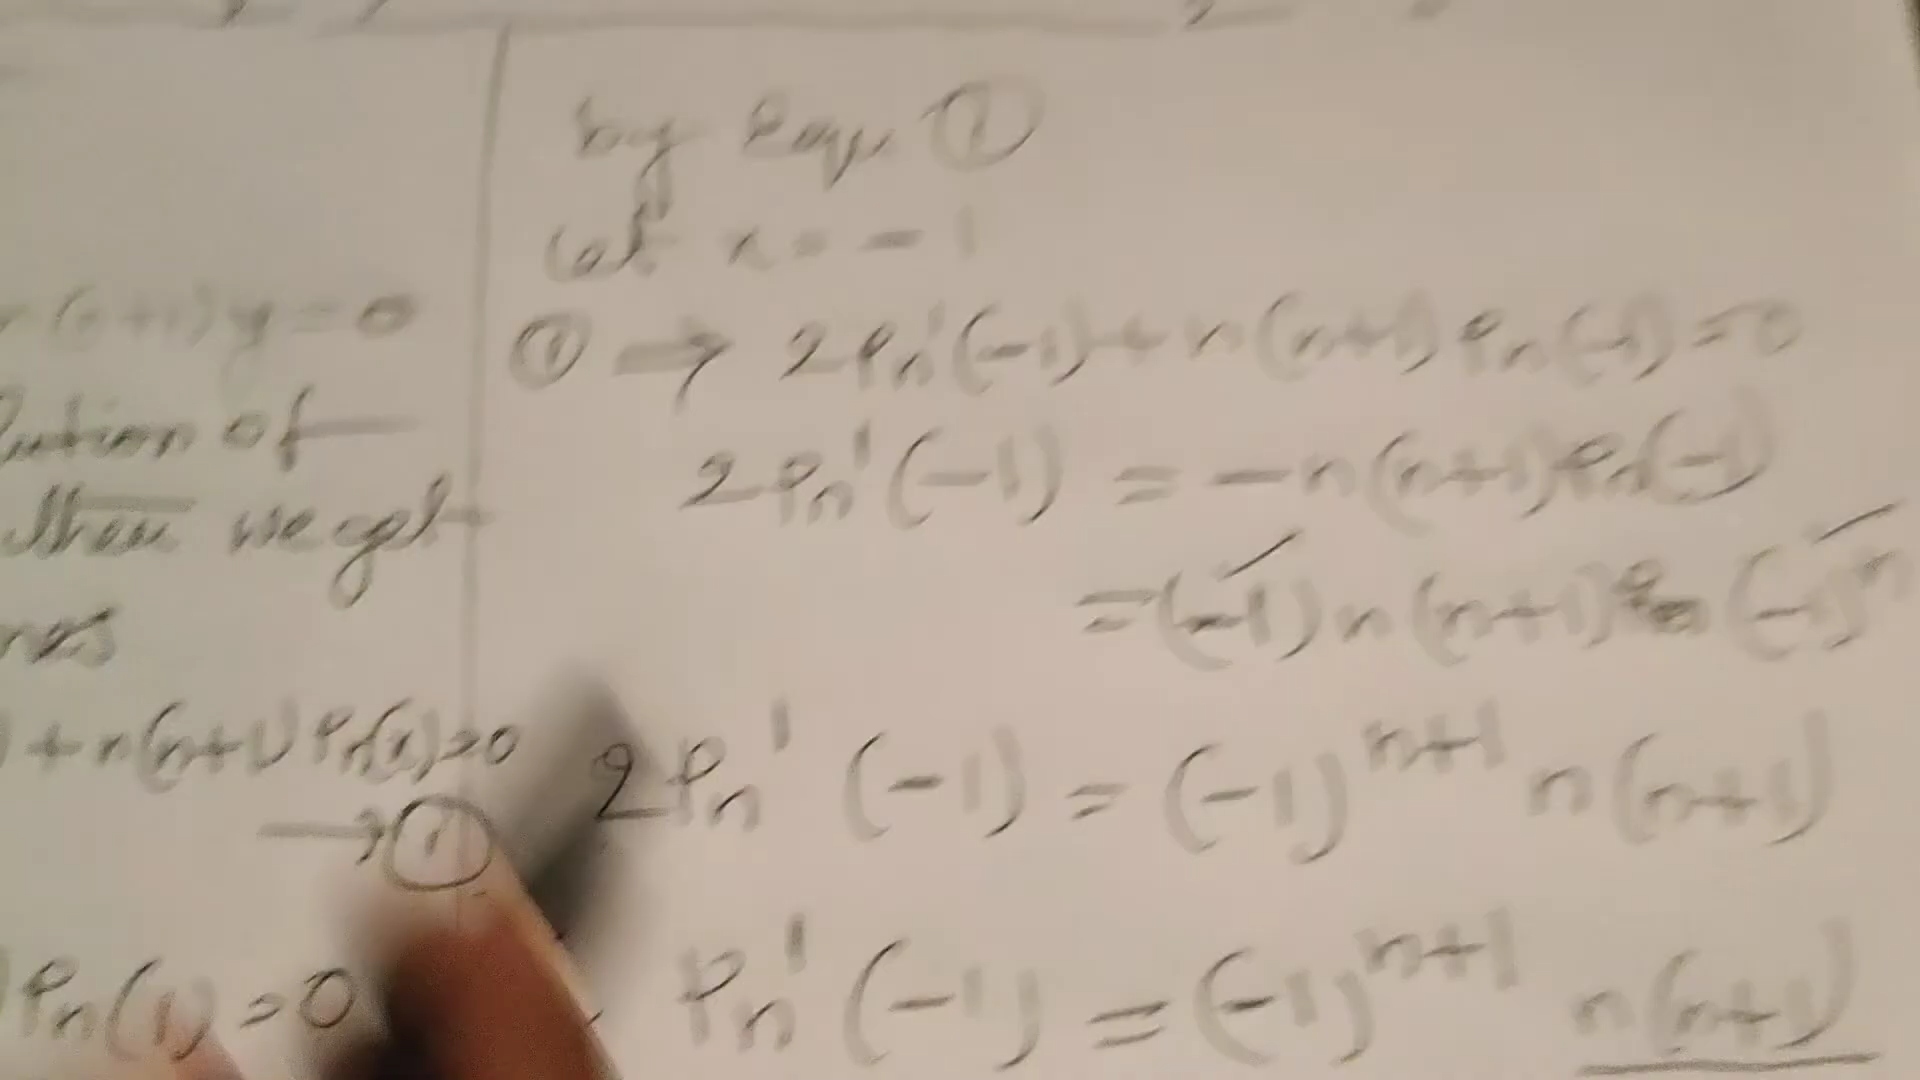 (n+1)y=0
of
then we get
+n(n+1)Pn(x)=0
→①
Pn(1)=0
by Equ ①
let x=-1
① → 2Pn'(-1)+n(n+1)Pn(-1)=0
2Pn'(-1) = -n(n+1)Pn(-1)
=(-1)n(n+1) (-1)^n
2Pn'(-1) = (-1)^n+1 n(n+1)
Pn'(-1) = (-1)^n+1 n(n+1)